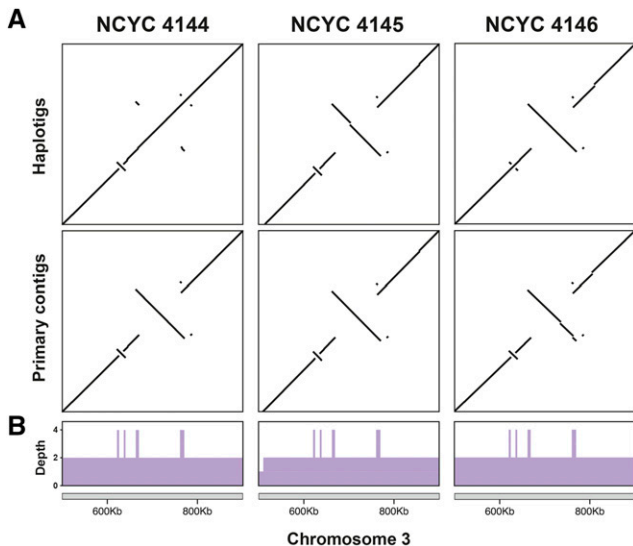 A
NCYC 4144 NCYC 4145 NCYC 4146
Haplotigs
Primary contigs
B
Depth
4
2
0
600Kb 800Kb 600Kb 800Kb 600Kb 800Kb
Chromosome 3